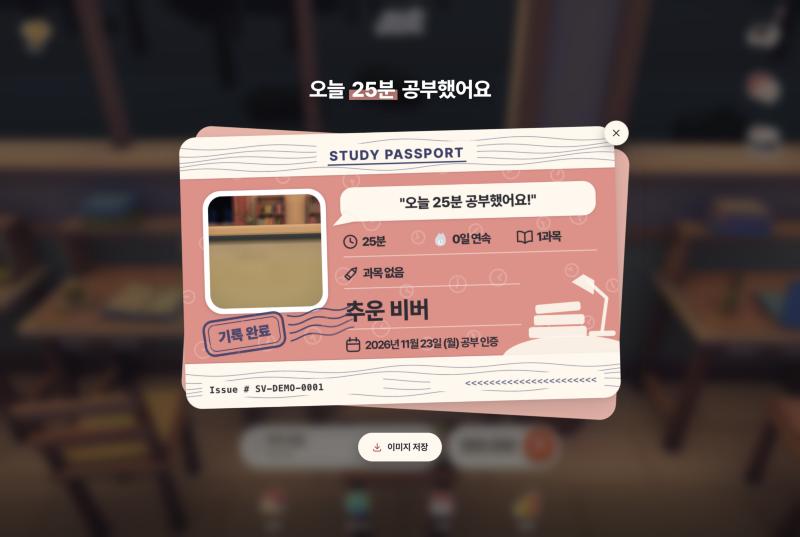 오늘 25분 공부했어요
STUDY PASSPORT
"오늘 25분 공부했어요!"
25분
0일 연속
1과목
과목 없음
추운 비버
기록 완료
2026년 11월 23일 (월) 공부 인증
Issue # SV-DEMO-0001
<<<<<<<<<<<<<<<<<<<<<<<
이미지 저장